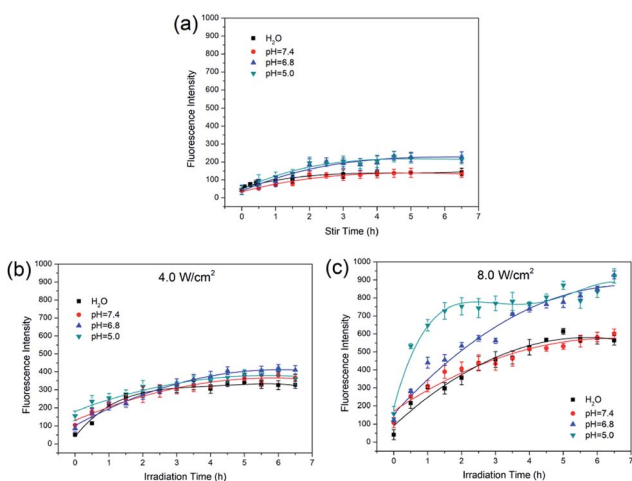 (a)
H₂O
pH=7.4
pH=6.8
pH=5.0
Fluorescence Intensity
1000
900
800
700
600
500
400
300
200
100
0
0 1 2 3 4 5 6 7
Stir Time (h)
(b)
4.0 W/cm²
H₂O
pH=7.4
pH=6.8
pH=5.0
Fluorescence Intensity
1000
900
800
700
600
500
400
300
200
100
0
0 1 2 3 4 5 6 7
Irradiation Time (h)
(c)
8.0 W/cm²
Fluorescence Intensity
1000
900
800
700
600
500
400
300
200
100
0
H₂O
pH=7.4
pH=6.8
pH=5.0
0 1 2 3 4 5 6 7
Irradiation Time (h)